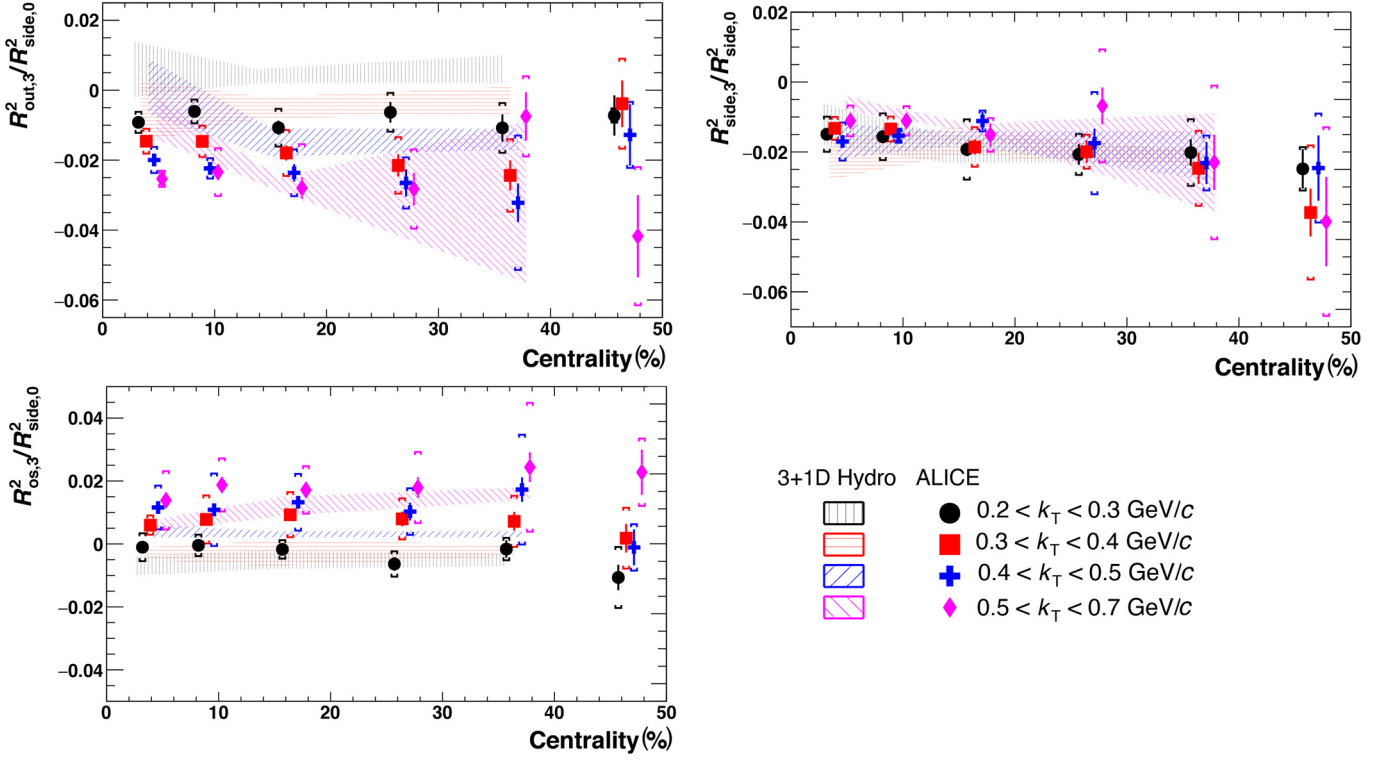 R²out,3/R²side,0
0.02
0
−0.02
−0.04
−0.06
0 10 20 30 40 50
Centrality(%)
R²side,3/R²side,0
0.02
0
−0.02
−0.04
−0.06
0 10 20 30 40 50
Centrality(%)
R²os,3/R²side,0
0.04
0.02
0
−0.02
−0.04
0 10 20 30 40 50
Centrality(%)
3+1D Hydro ALICE
0.2 < kT < 0.3 GeV/c
0.3 < kT < 0.4 GeV/c
0.4 < kT < 0.5 GeV/c
0.5 < kT < 0.7 GeV/c